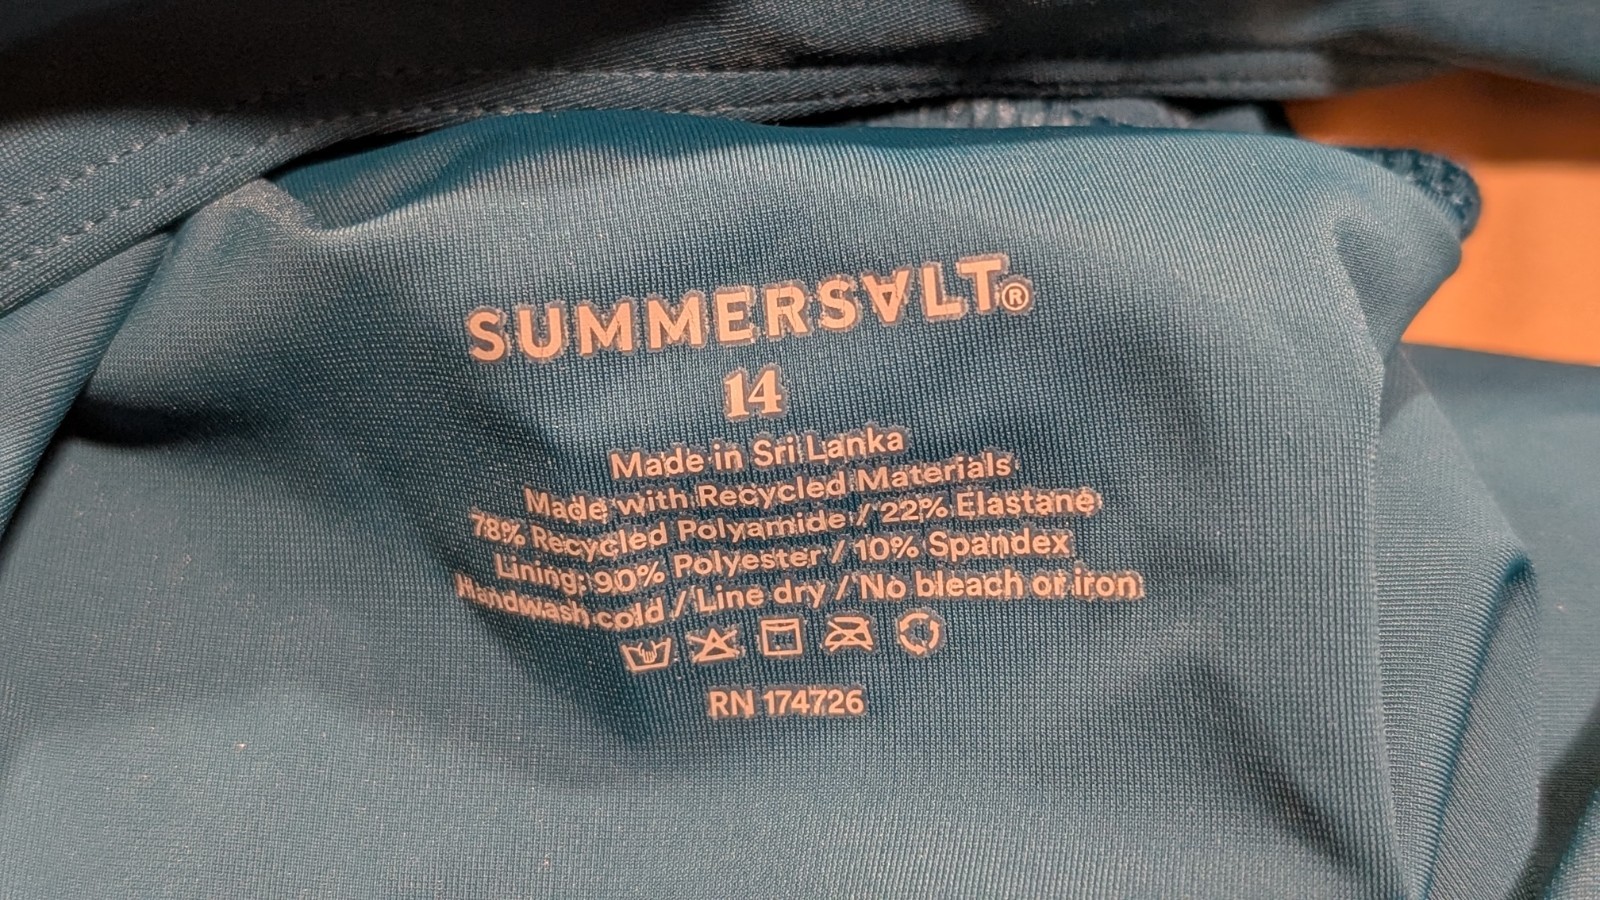 SUMMERSALT®
14
Made in Sri Lanka
Made with Recycled Materials
78% Recycled Polyamide / 22% Elastane
Lining: 90% Polyester / 10% Spandex
Handwash cold / Line dry / No bleach or iron
RN 174726